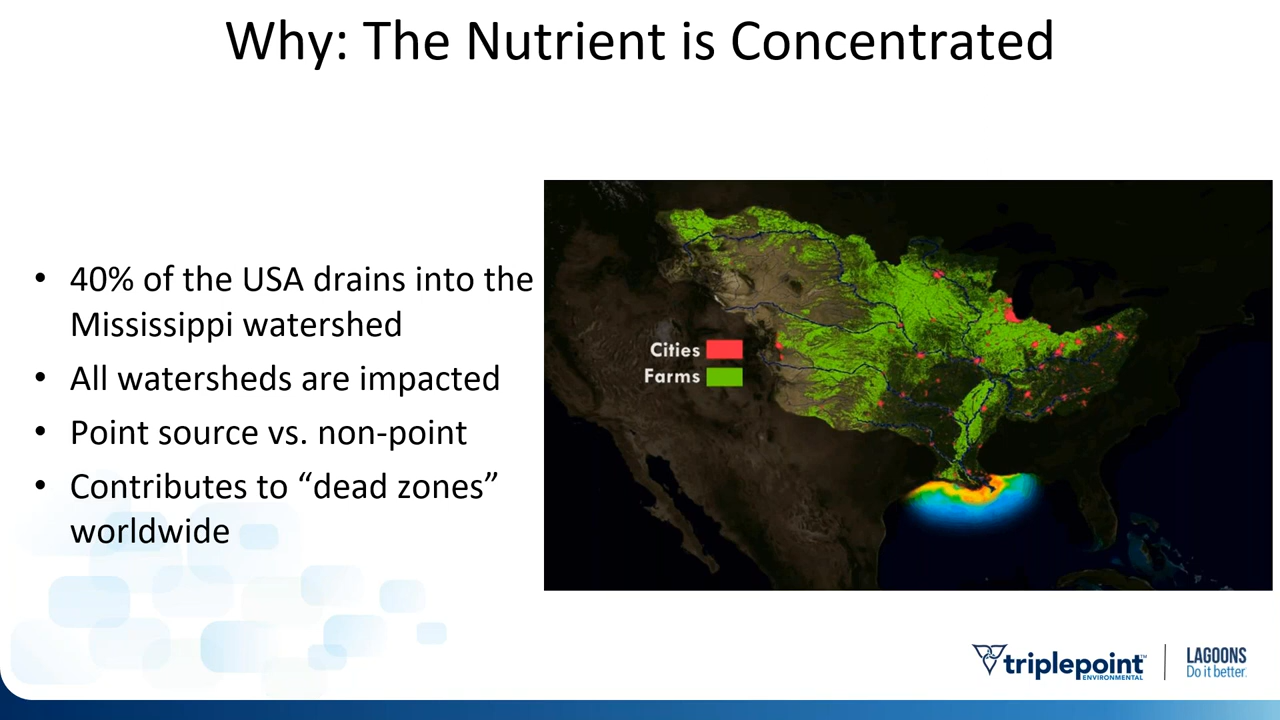 Why: The Nutrient is Concentrated
• 40% of the USA drains into the
Mississippi watershed
• All watersheds are impacted
• Point source vs. non-point
• Contributes to “dead zones”
worldwide
Cities
Farms
triplepoint™
ENVIRONMENTAL
LAGOONS
Do it better.